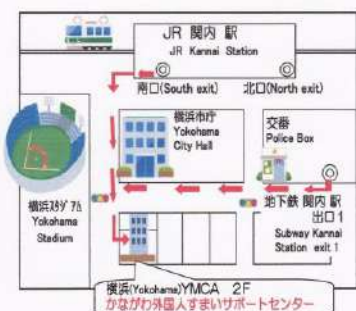 JR 関内 駅
JR Kannai Station
南口(South exit)
北口(North exit)
横浜市庁
Yokohama
City Hall
交番
Police Box
横浜スタジアム
Yokohama
Stadium
地下鉄 関内 駅
出口 1
Subway Kannai
Station exit 1
横浜(Yokohama)YMCA 2F
かながわ外国人すまいサポートセンター